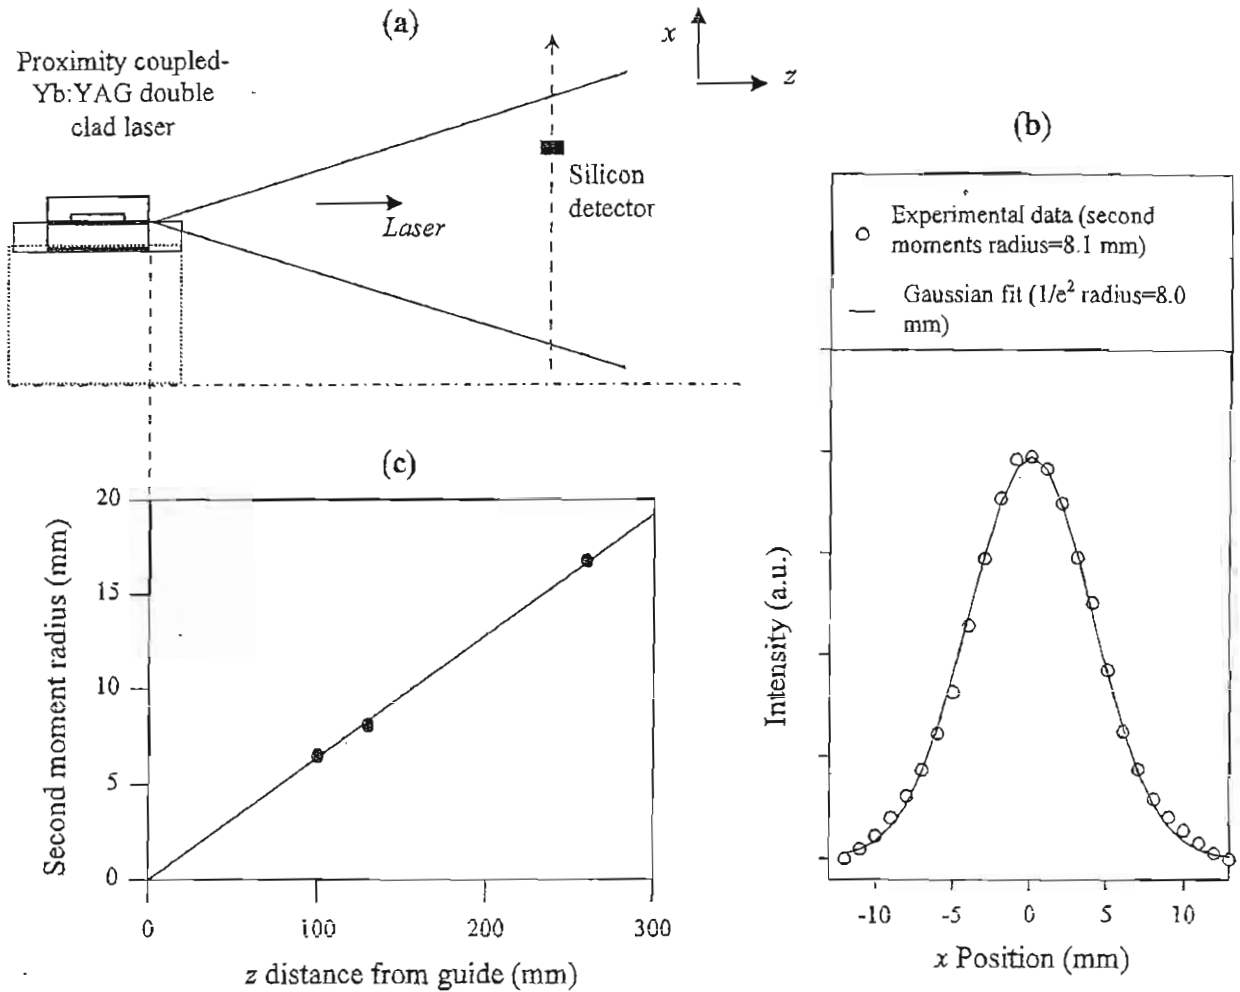 (a)
x
z
Proximity coupled-
Yb:YAG double
clad laser
Silicon
detector
Laser
(b)
Experimental data (second
moments radius=8.1 mm)
Gaussian fit (1/e² radius=8.0
mm)
Intensity (a.u.)
-10 -5 0 5 10
x Position (mm)
(c)
Second moment radius (mm)
20
15
10
5
0
0 100 200 300
z distance from guide (mm)